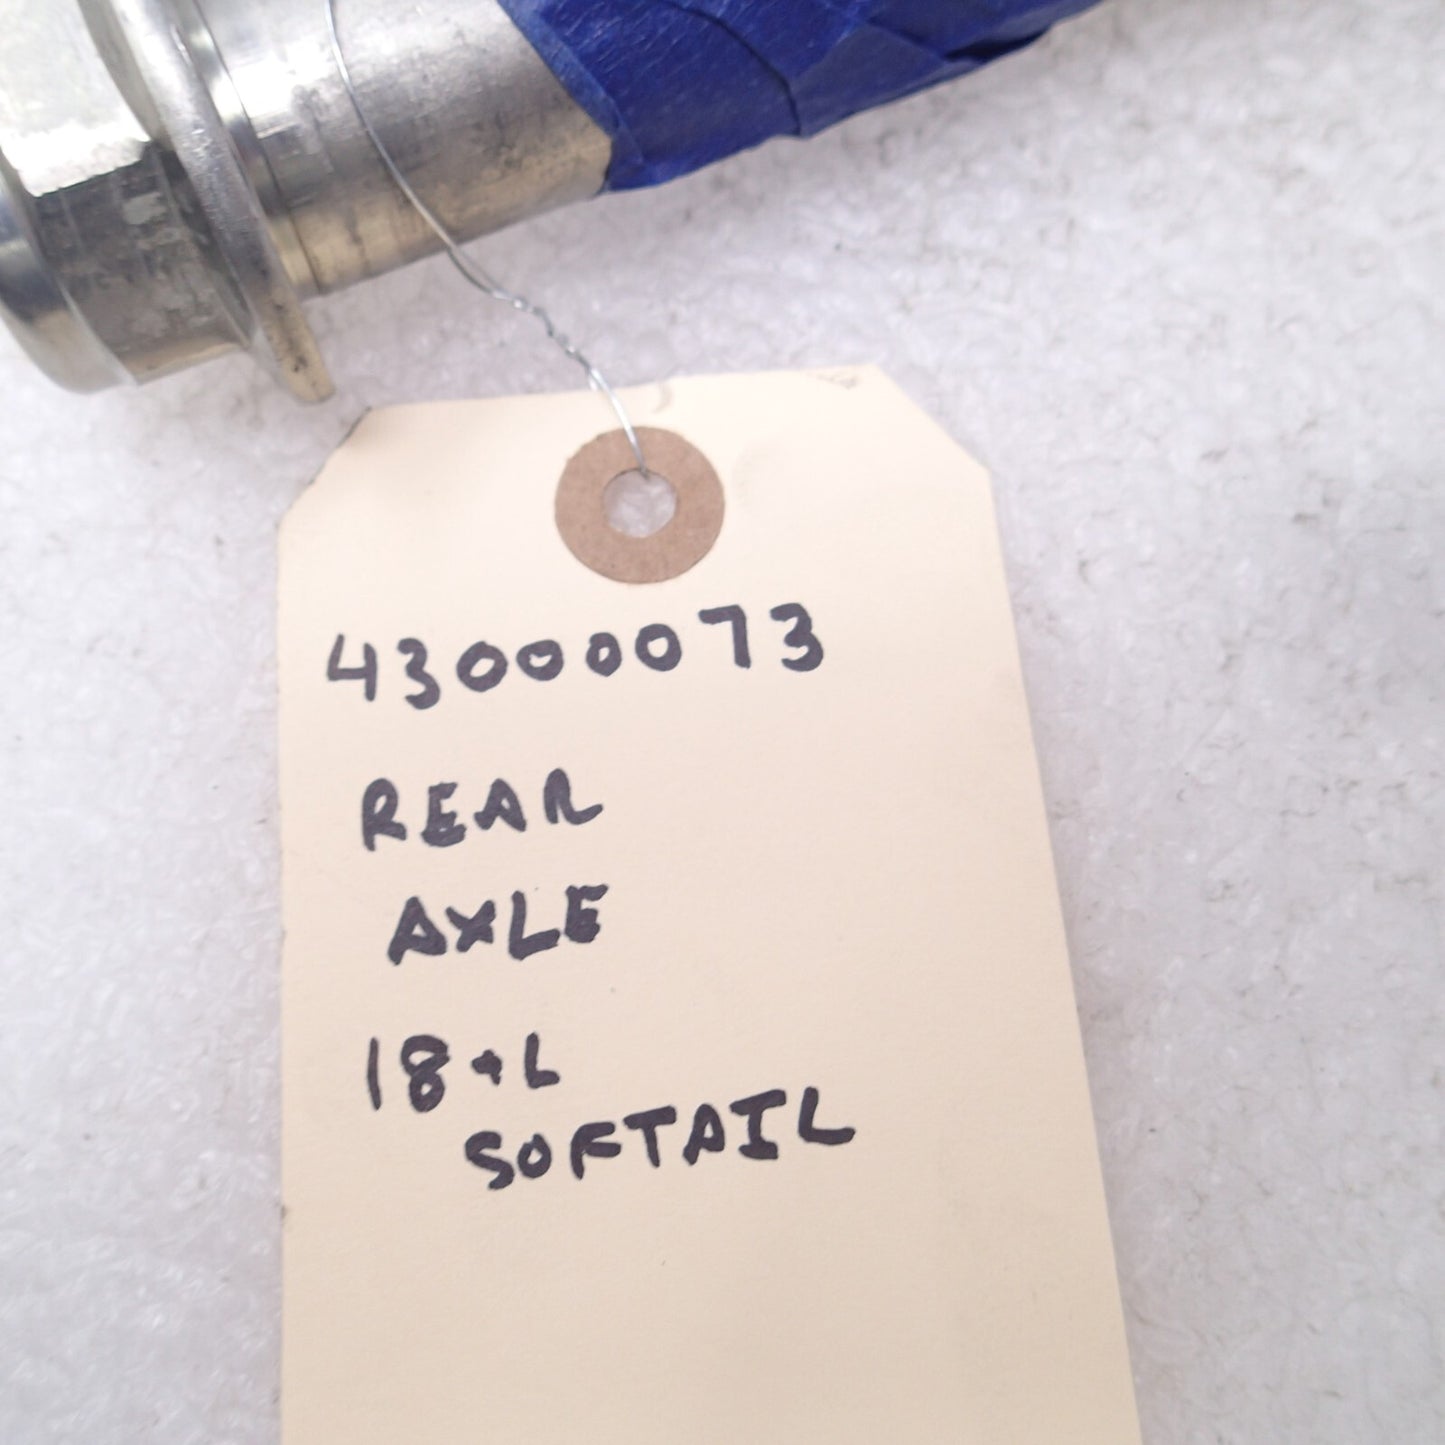 43000073
REAR
AXLE
18+L
SOFTAIL